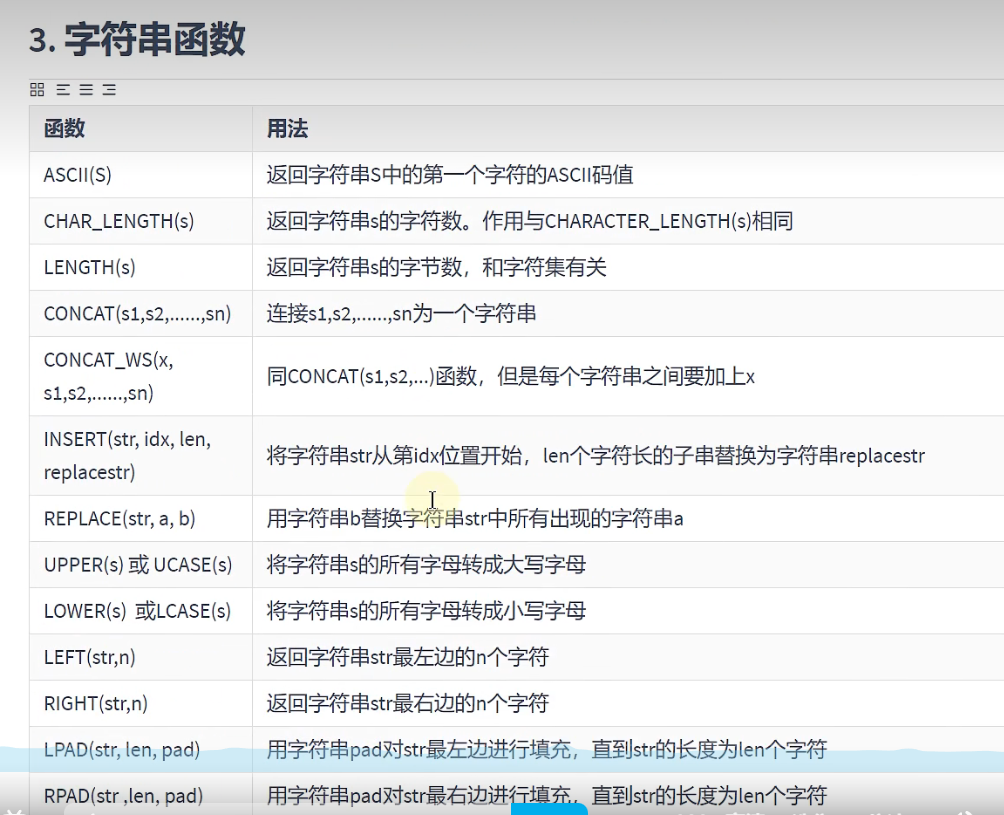 3. 字符串函数
函数 用法
ASCII(S) 返回字符串S中的第一个字符的ASCII码值
CHAR_LENGTH(s) 返回字符串s的字符数。作用与CHARACTER_LENGTH(s)相同
LENGTH(s) 返回字符串s的字节数，和字符集有关
CONCAT(s1,s2,......,sn) 连接s1,s2,......,sn为一个字符串
CONCAT_WS(x,
s1,s2,......,sn)
同CONCAT(s1,s2,...)函数，但是每个字符串之间要加上x
INSERT(str, idx, len,
replacestr)
将字符串str从第idx位置开始，len个字符长的子串替换为字符串replacestr
REPLACE(str, a, b) 用字符串b替换字符串str中所有出现的字符串a
UPPER(s) 或 UCASE(s) 将字符串s的所有字母转成大写字母
LOWER(s) 或LCASE(s) 将字符串s的所有字母转成小写字母
LEFT(str,n) 返回字符串str最左边的n个字符
RIGHT(str,n) 返回字符串str最右边的n个字符
LPAD(str, len, pad) 用字符串pad对str最左边进行填充，直到str的长度为len个字符
RPAD(str ,len, pad) 用字符串pad对str最右边进行填充，直到str的长度为len个字符